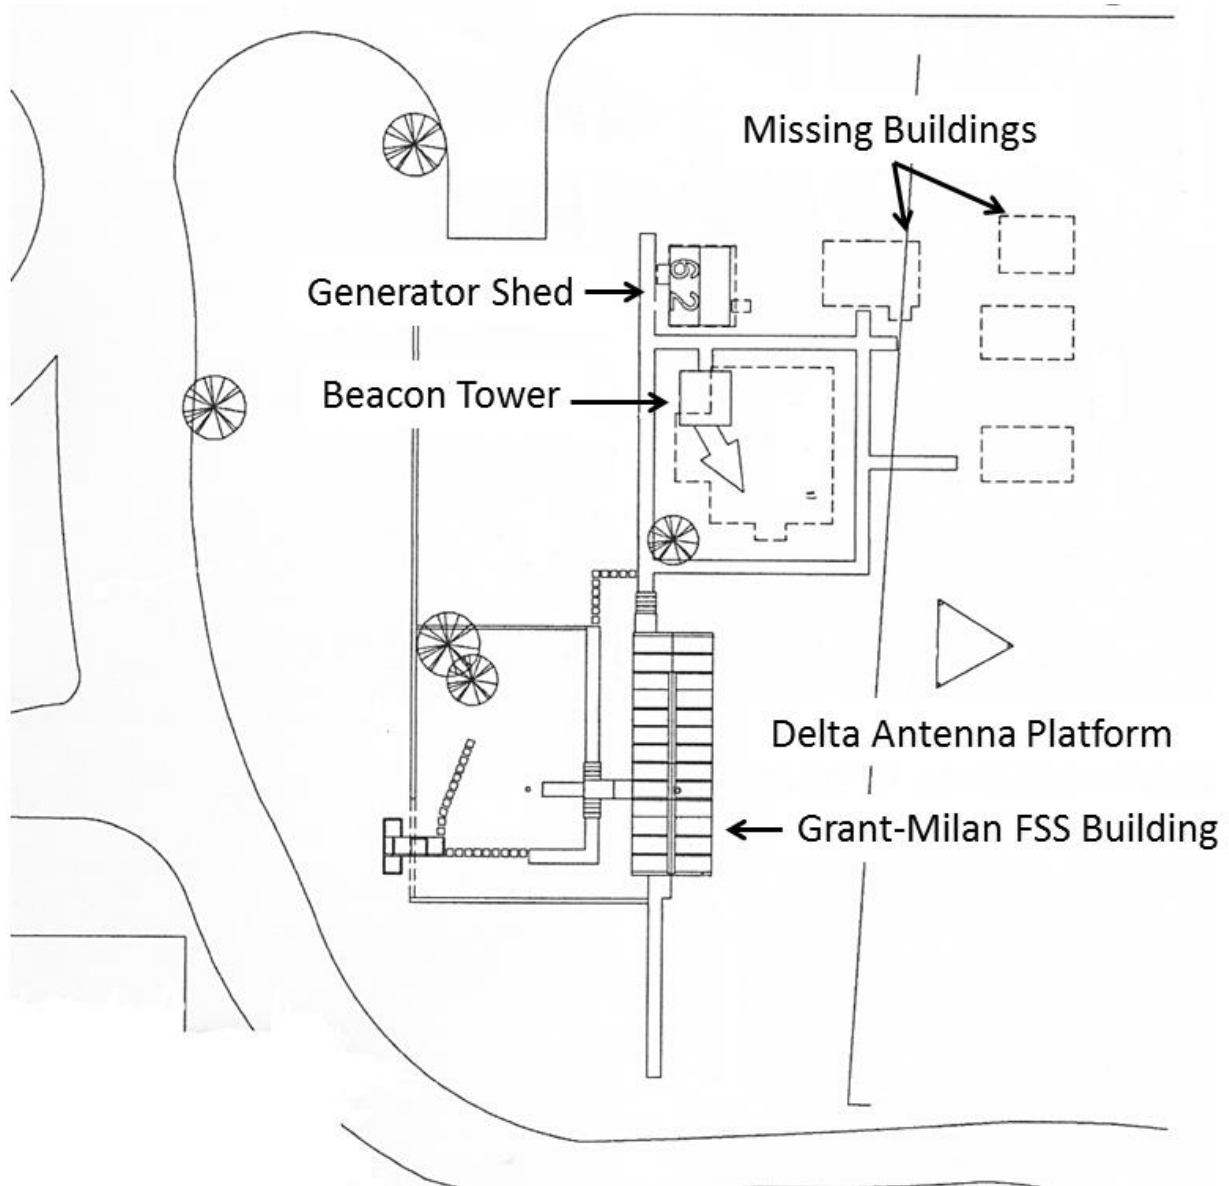 Missing Buildings
Generator Shed
62
Beacon Tower
Delta Antenna Platform
Grant-Milan FSS Building